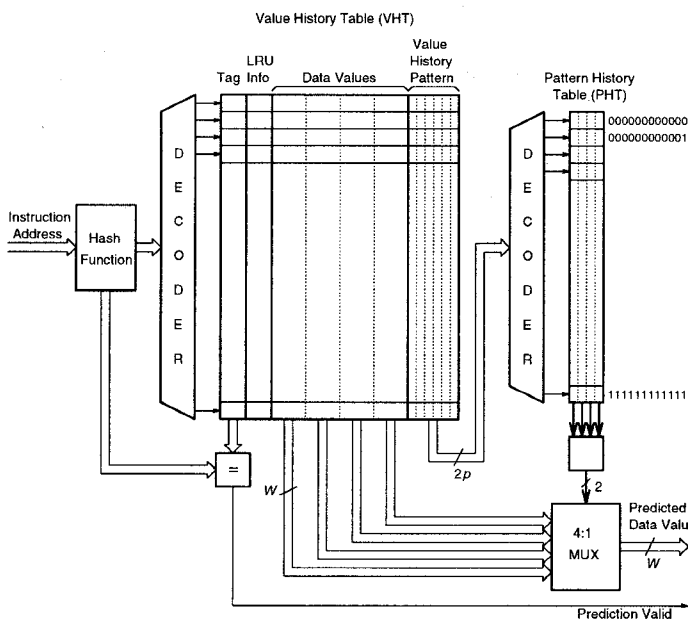 Value History Table (VHT)
Tag
LRU
Info
Data Values
Value
History
Pattern
Pattern History
Table (PHT)
000000000000
000000000001
D
E
C
O
D
E
R
D
E
C
O
D
E
R
Instruction
Address
Hash
Function
111111111111
=
W
2p
2
4:1
MUX
Predicted
Data Valu
W
Prediction Valid